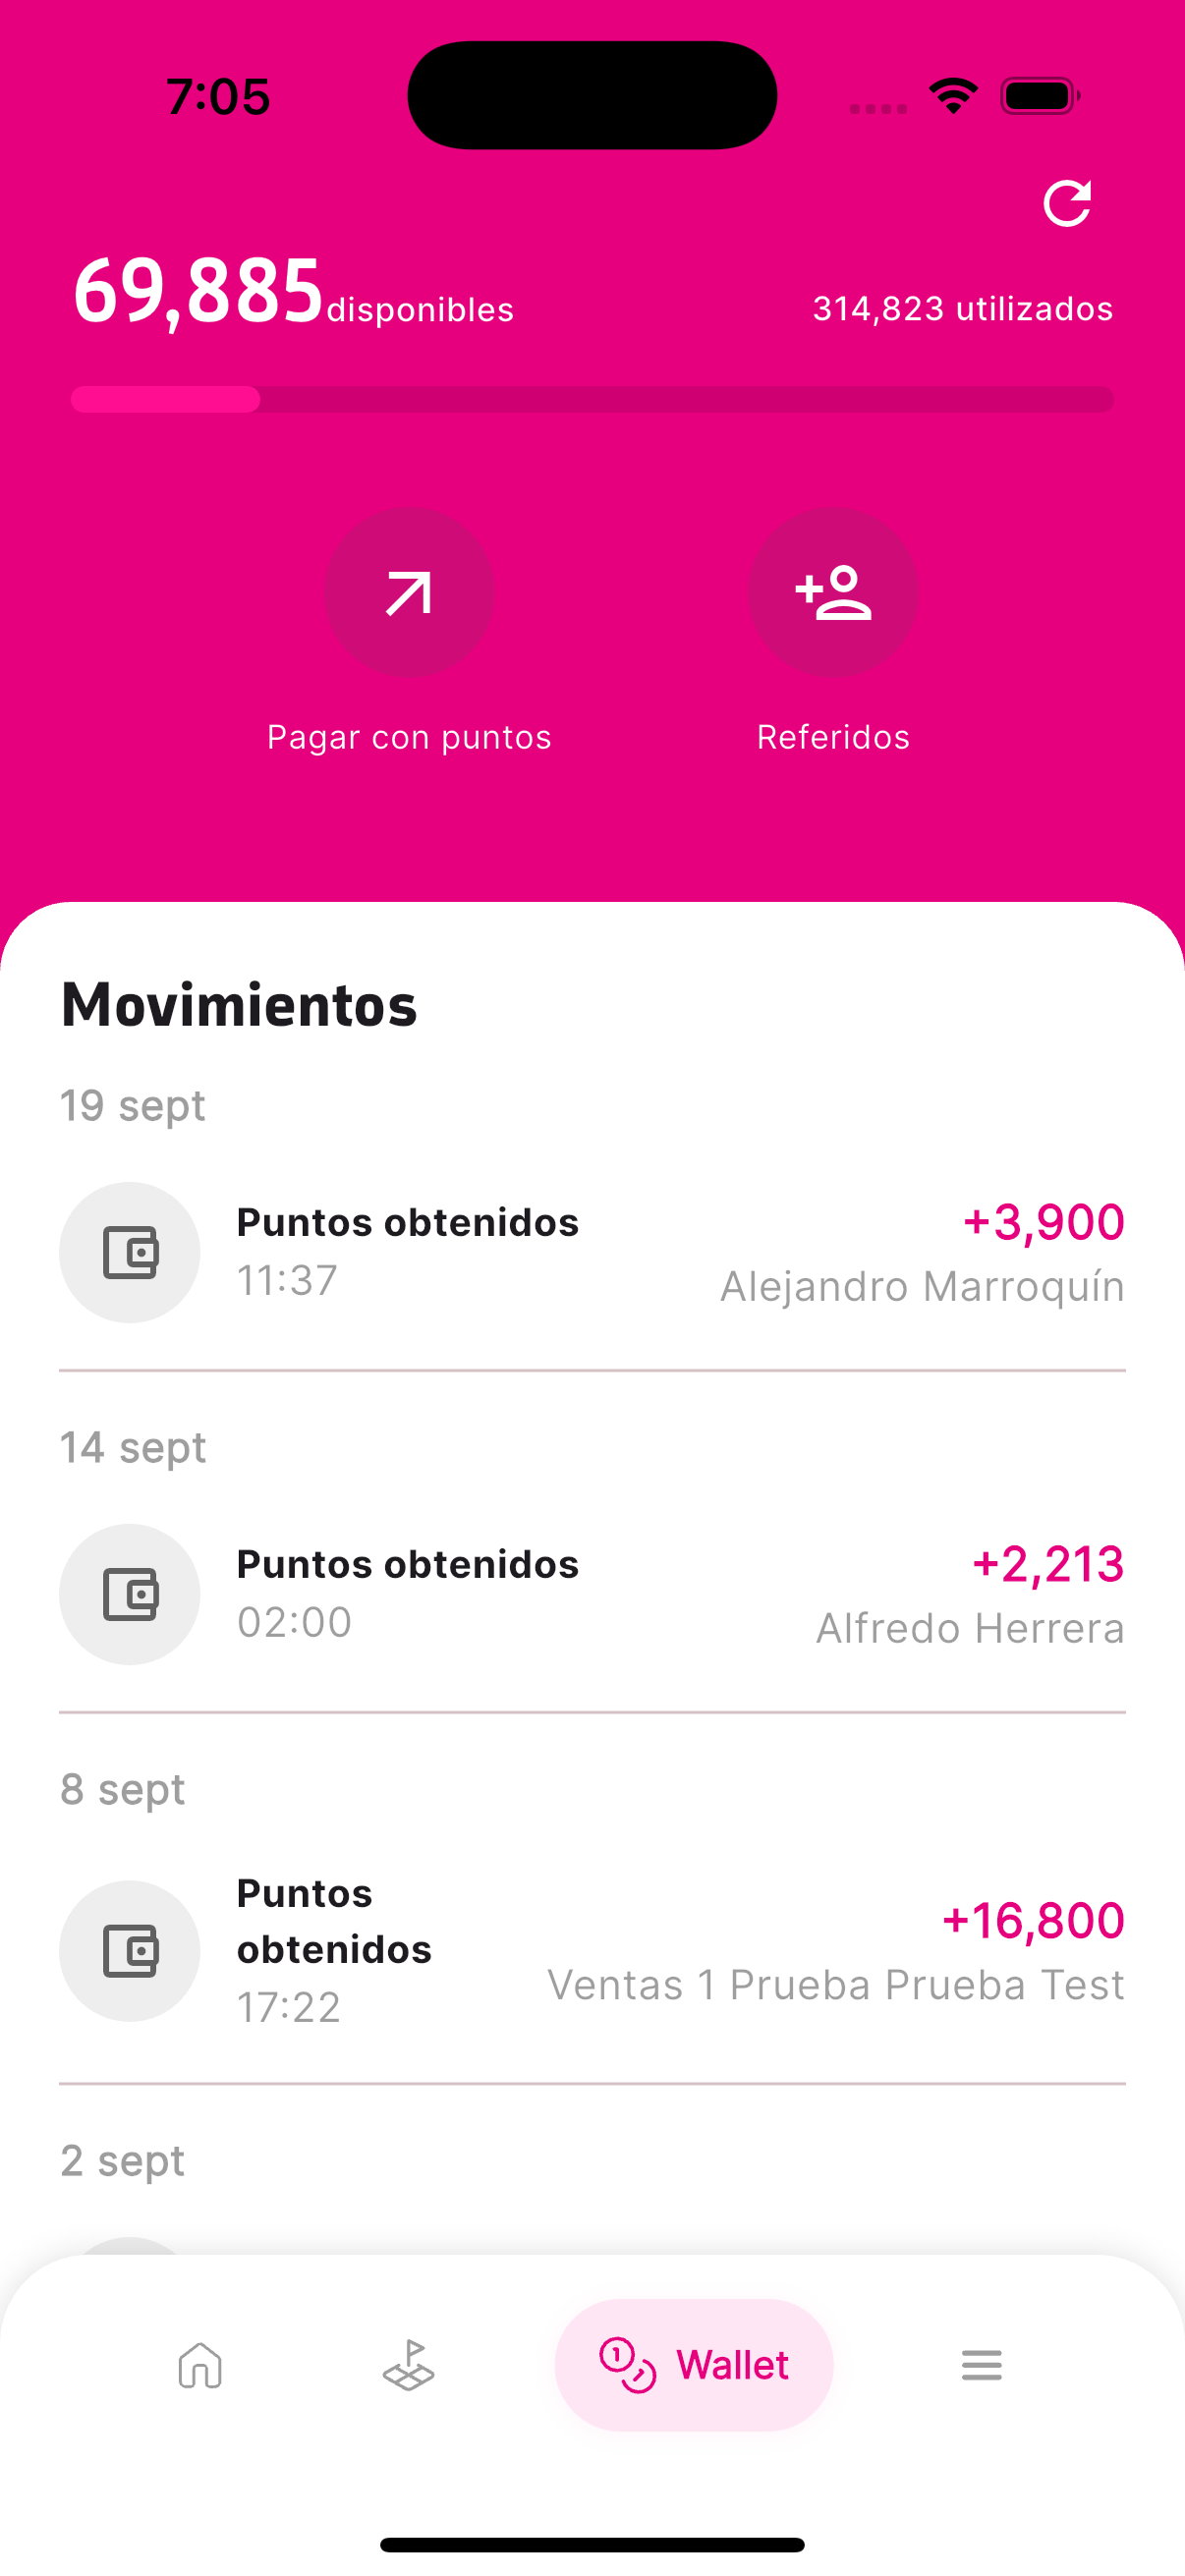 7:05
69,885 disponibles
314,823 utilizados
Pagar con puntos
Referidos
Movimientos
19 sept
Puntos obtenidos
+3,900
11:37
Alejandro Marroquín
14 sept
Puntos obtenidos
+2,213
02:00
Alfredo Herrera
8 sept
Puntos
obtenidos
+16,800
17:22
Ventas 1 Prueba Prueba Test
2 sept
Wallet